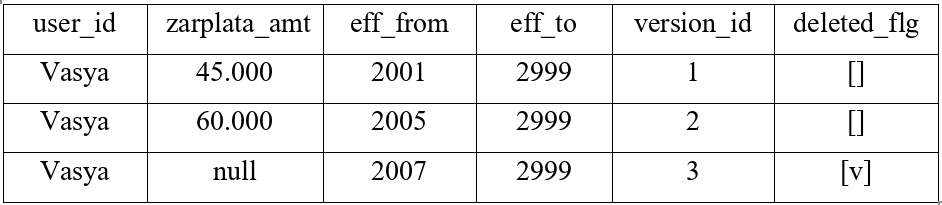 user_id zarplata_amt eff_from eff_to version_id deleted_flg
Vasya 45.000 2001 2999 1 []
Vasya 60.000 2005 2999 2 []
Vasya null 2007 2999 3 [v]